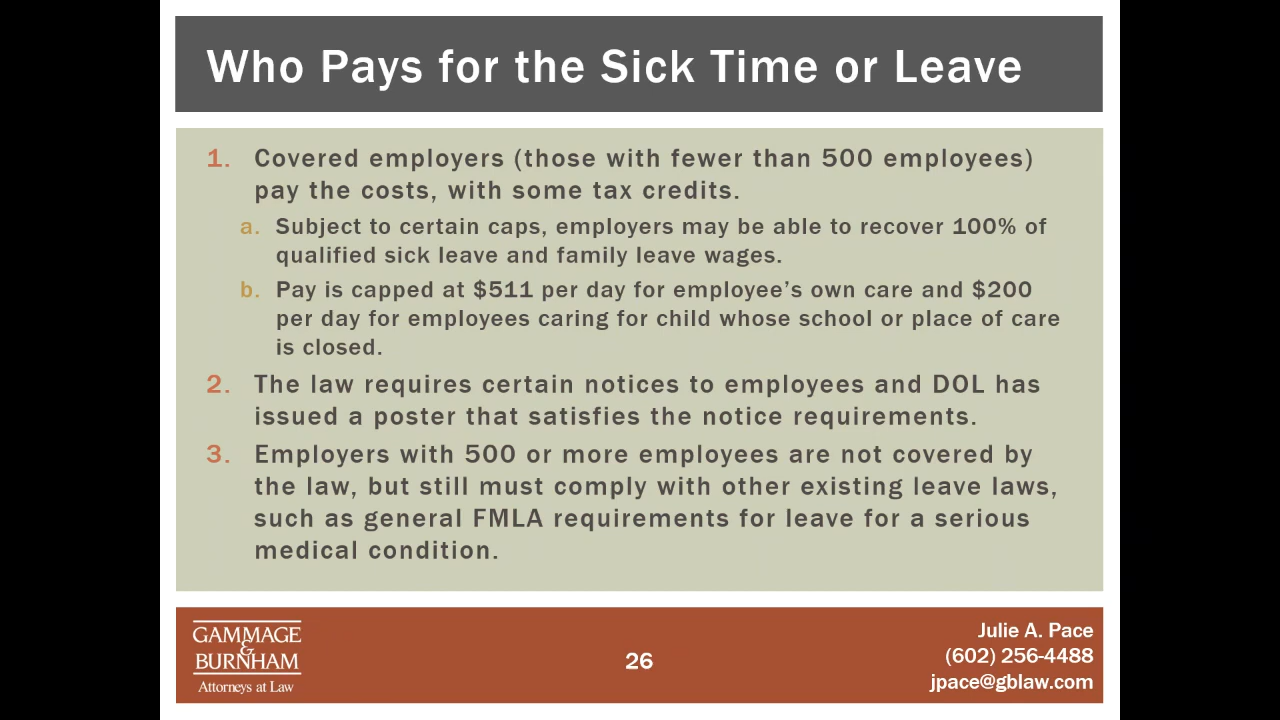 Who Pays for the Sick Time or Leave
1. Covered employers (those with fewer than 500 employees)
pay the costs, with some tax credits.
a. Subject to certain caps, employers may be able to recover 100% of
qualified sick leave and family leave wages.
b. Pay is capped at $511 per day for employee’s own care and $200
per day for employees caring for child whose school or place of care
is closed.
2. The law requires certain notices to employees and DOL has
issued a poster that satisfies the notice requirements.
3. Employers with 500 or more employees are not covered by
the law, but still must comply with other existing leave laws,
such as general FMLA requirements for leave for a serious
medical condition.
GAMMAGE
&
BURNHAM
Attorneys at Law
26
Julie A. Pace
(602) 256-4488
jpace@gblaw.com